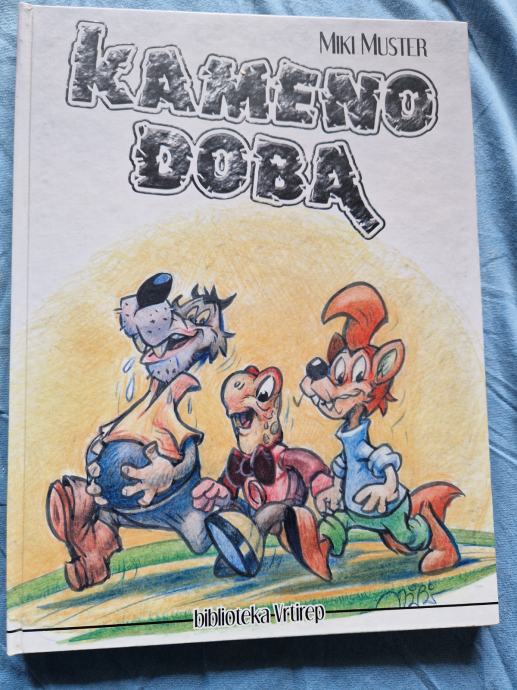 MIKI MUSTER
KAMENO
DOBA
biblioteka Vrtirep